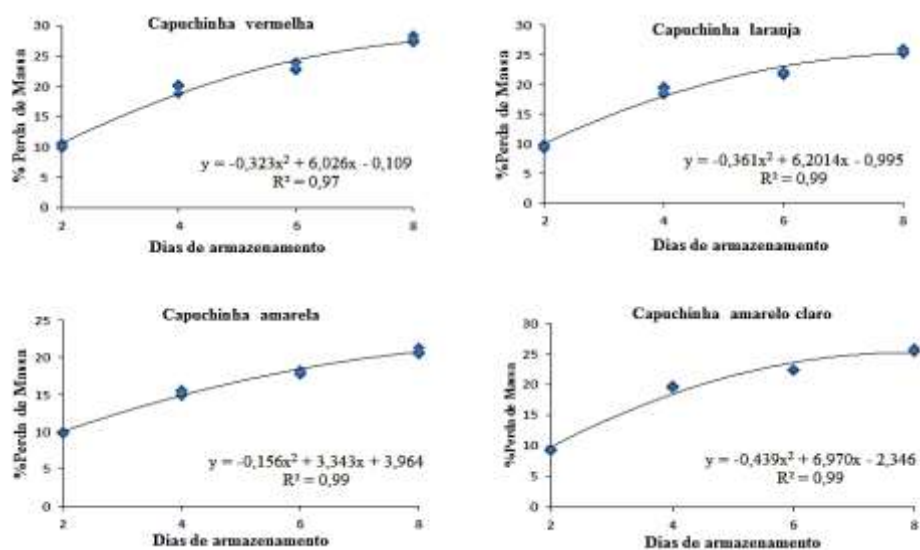 Capuchinha vermelha
% Perda de Massa
30
25
20
15
10
5
0
y = -0,323x² + 6,026x - 0,109
R² = 0,97
2 4 6 8
Dias de armazenamento
Capuchinha laranja
%Perda de Massa
30
25
20
15
10
5
0
y = -0,361x² + 6,2014x - 0,995
R² = 0,99
2 4 6 8
Dias de armazenamento
Capuchinha amarela
%Perda de Massa
25
20
15
10
5
0
y = -0,156x² + 3,343x + 3,964
R² = 0,99
2 4 6 8
Dias de armazenamento
Capuchinha amarelo claro
%Perda de Massa
30
25
20
15
10
5
0
y = -0,439x² + 6,970x - 2,346
R² = 0,99
2 4 6 8
Dias de armazenamento